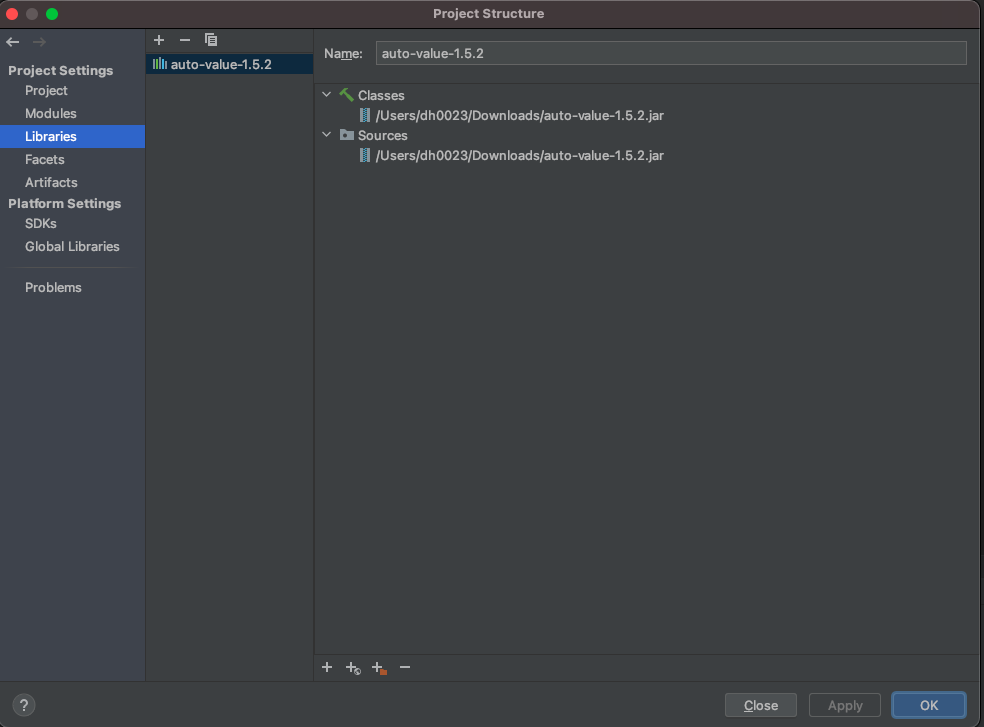 Project Structure
Project Settings
Project
Modules
Libraries
Facets
Artifacts
Platform Settings
SDKs
Global Libraries
Problems
auto-value-1.5.2
Name: auto-value-1.5.2
Classes
/Users/dh0023/Downloads/auto-value-1.5.2.jar
Sources
/Users/dh0023/Downloads/auto-value-1.5.2.jar
? Close Apply OK